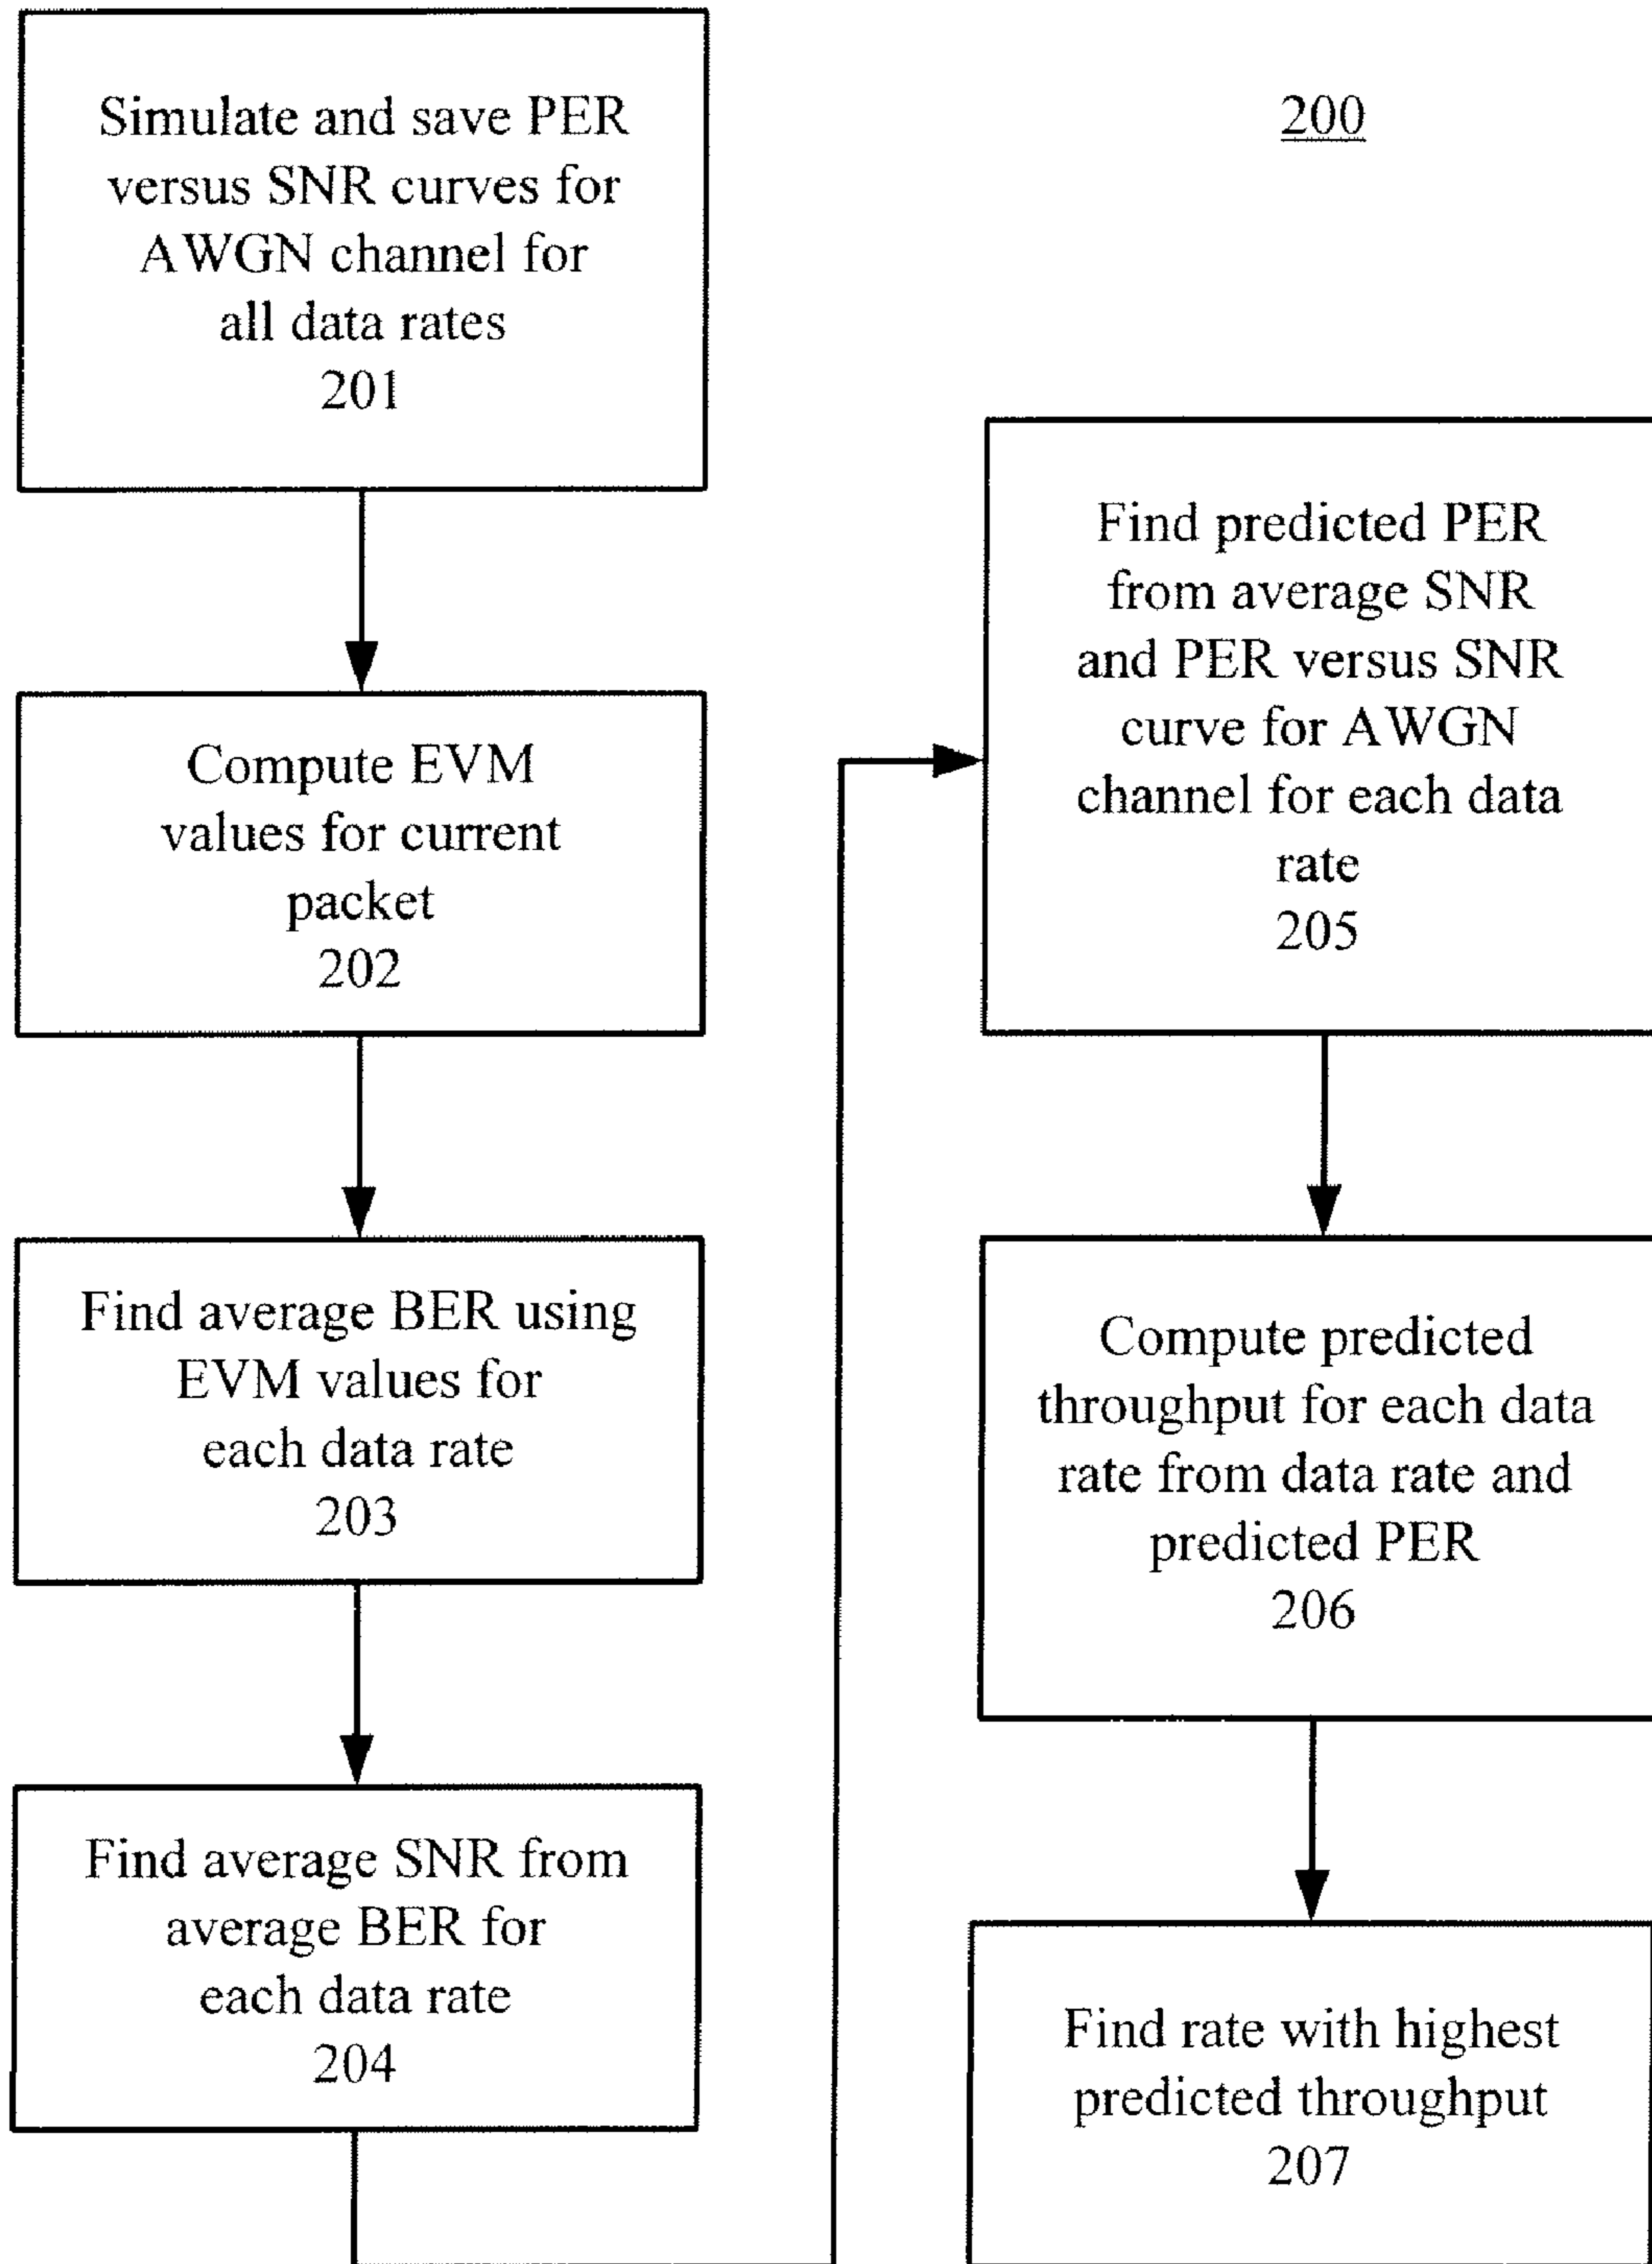 200
Simulate and save PER
versus SNR curves for
AWGN channel for
all data rates
201
Compute EVM
values for current
packet
202
Find average BER using
EVM values for
each data rate
203
Find average SNR from
average BER for
each data rate
204
Find predicted PER
from average SNR
and PER versus SNR
curve for AWGN
channel for each data
rate
205
Compute predicted
throughput for each data
rate from data rate and
predicted PER
206
Find rate with highest
predicted throughput
207